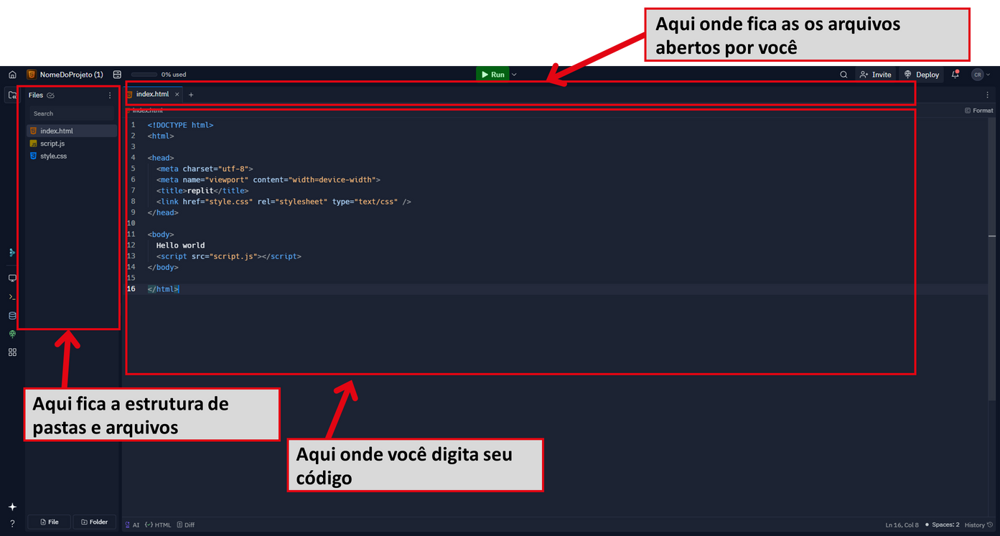 Aqui onde fica as os arquivos
abertos por você
NomeDoProjeto (1)
0% used
Run
Invite
Deploy
CR
Files
index.html
Search
index.html
Format
index.html
script.js
style.css
1 <!DOCTYPE html>
2 <html>
3
4 <head>
5 <meta charset="utf-8">
6 <meta name="viewport" content="width=device-width">
7 <title>replit</title>
8 <link href="style.css" rel="stylesheet" type="text/css" />
9 </head>
10
11 <body>
12 Hello world
13 <script src="script.js"></script>
14 </body>
15
16 </html>
Aqui fica a estrutura de
pastas e arquivos
Aqui onde você digita seu
código
File
Folder
AI
HTML
Diff
Ln 16, Col 8
Spaces: 2
History